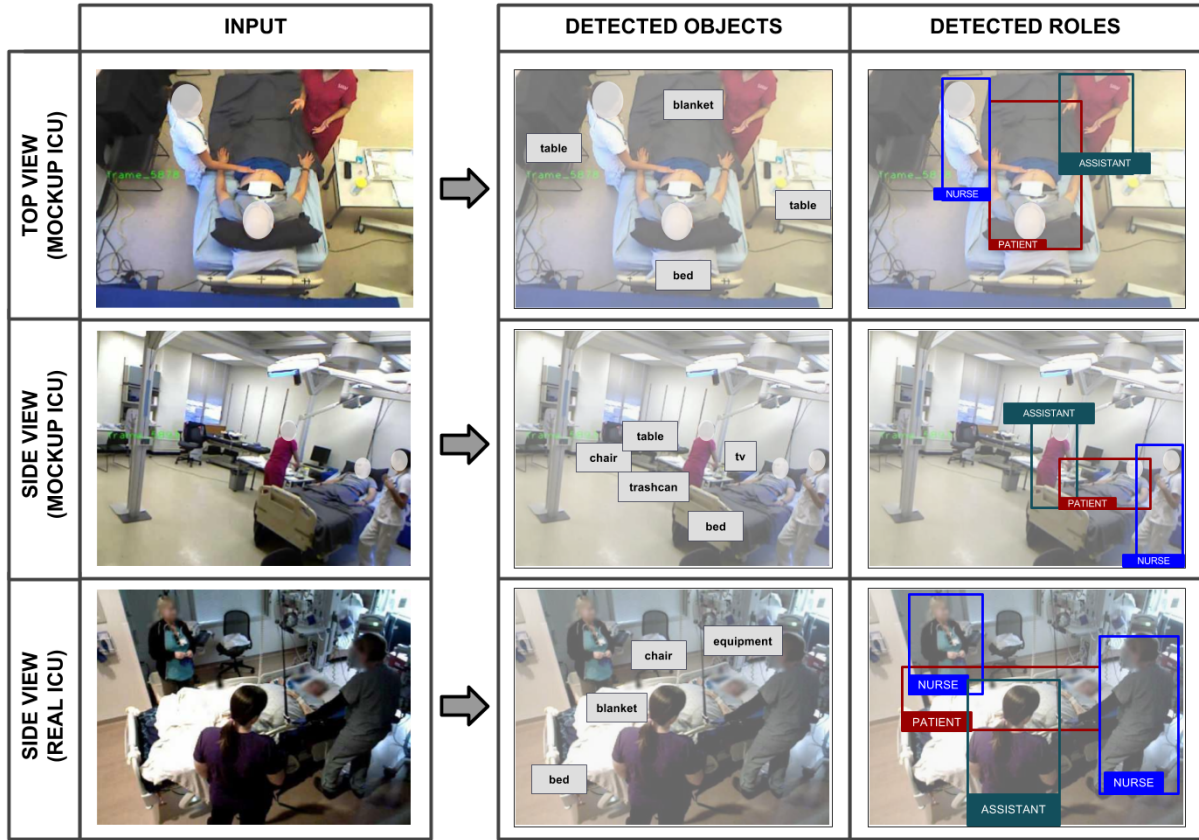 INPUT
DETECTED OBJECTS
DETECTED ROLES
TOP VIEW
(MOCKUP ICU)
frame_5878
blanket
table
table
bed
NURSE
ASSISTANT
PATIENT
SIDE VIEW
(MOCKUP ICU)
table
chair
tv
trashcan
bed
ASSISTANT
PATIENT
NURSE
SIDE VIEW
(REAL ICU)
equipment
chair
blanket
bed
NURSE
PATIENT
NURSE
ASSISTANT